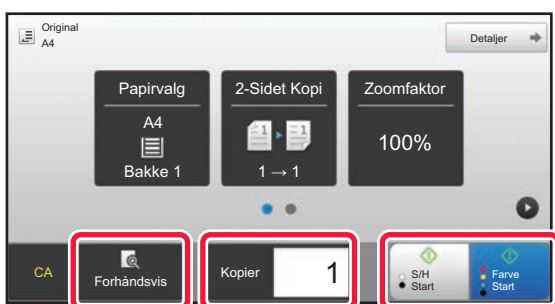 Original
A4
Detaljer
Papirvalg
A4
Bakke 1
2-Sidet Kopi
1 → 1
Zoomfaktor
100%
CA
Forhåndsvis
Kopier
1
S/H
Start
Farve
Start